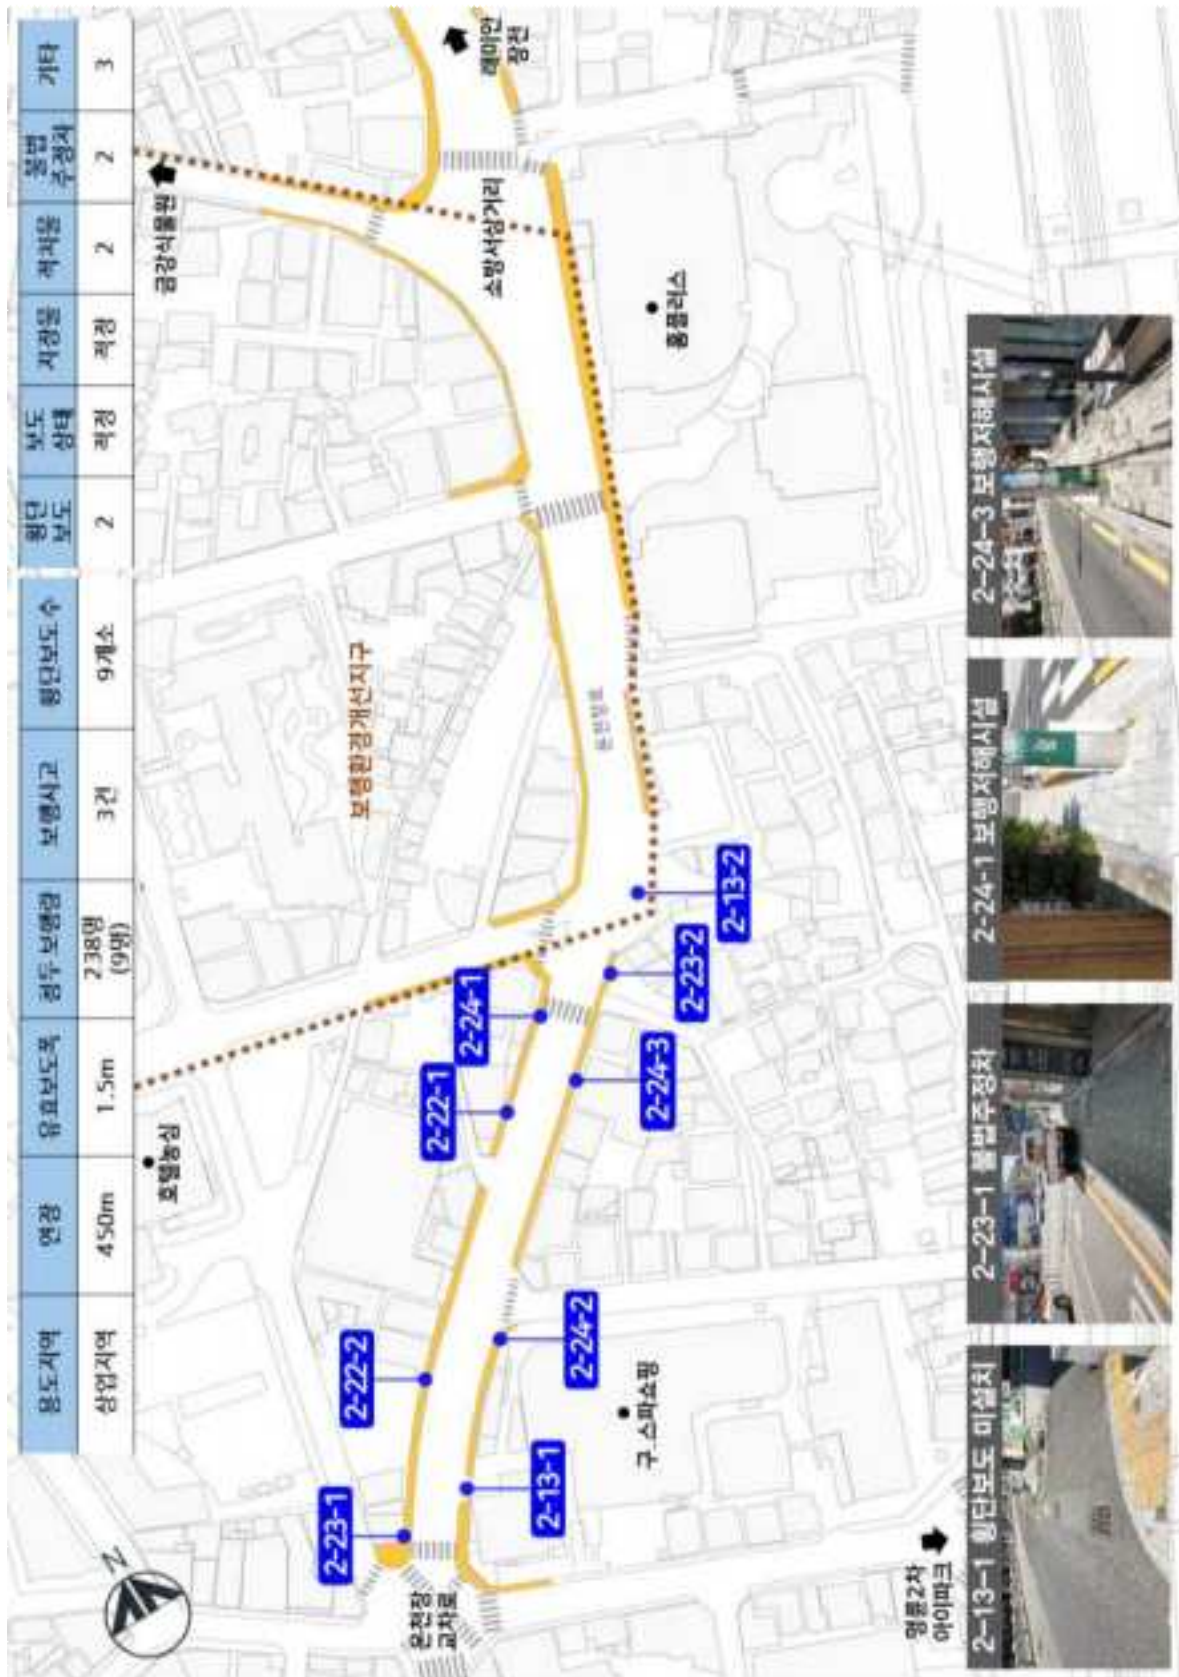 용도지역 연장 유효보도폭 첨두보행량 보행사고 횡단보도 수 횡단
보도 보도
상태 지장물 적치물 불법
주정차 기타
상업지역 450m 1.5m 238명
(9명) 3건 9개소 2 적정 적정 2 2 3
N
호텔농심
금강식물원
래미안
장전
보행환경개선지구
소방서삼거리
2-23-1
2-22-2
2-22-1
2-24-1
온천장
교차로
2-13-1
2-24-2
2-24-3
2-23-2
2-13-2
홈플러스
구.스파쇼핑
명륜2차
아이파크
2-13-1 횡단보도 미설치
2-23-1 불법주정차
2-24-1 보행저해시설
2-24-3 보행저해시설